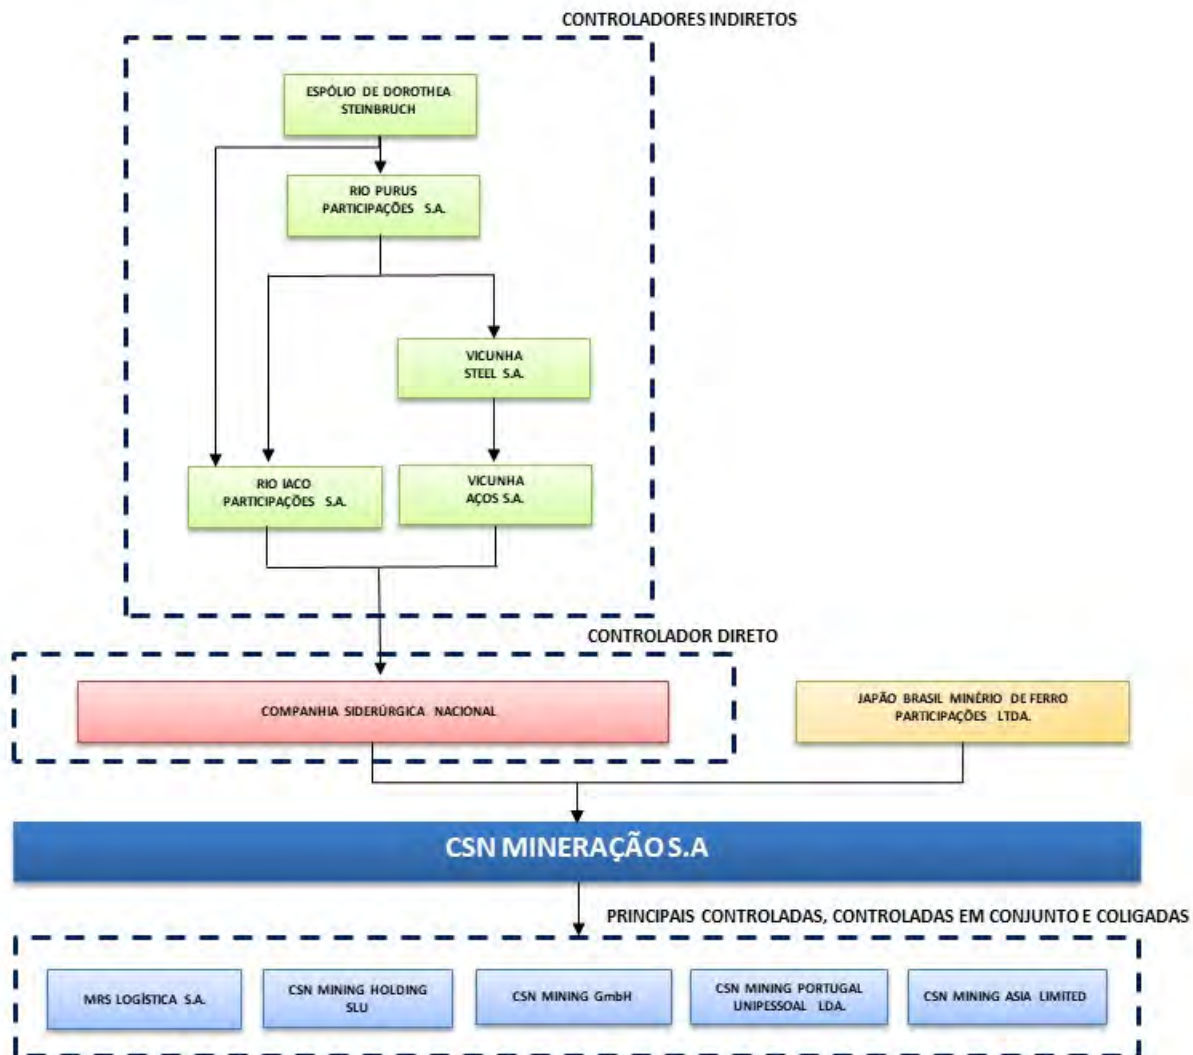 CONTROLADORES INDIRETOS
ESPÓLIO DE DOROTHEA
STEINBRUCH
RIO PURUS
PARTICIPAÇÕES S.A.
VICUNHA
STEEL S.A.
RIO IACO
PARTICIPAÇÕES S.A.
VICUNHA
AÇOS S.A.
CONTROLADOR DIRETO
COMPANHIA SIDERÚRGICA NACIONAL
JAPÃO BRASIL MINÉRIO DE FERRO
PARTICIPAÇÕES LTDA.
CSN MINERAÇÃO S.A
PRINCIPAIS CONTROLADAS, CONTROLADAS EM CONJUNTO E COLIGADAS
MRS LOGÍSTICA S.A.
CSN MINING HOLDING
SLU
CSN MINING GmbH
CSN MINING PORTUGAL
UNIPESSOAL LDA.
CSN MINING ASIA LIMITED